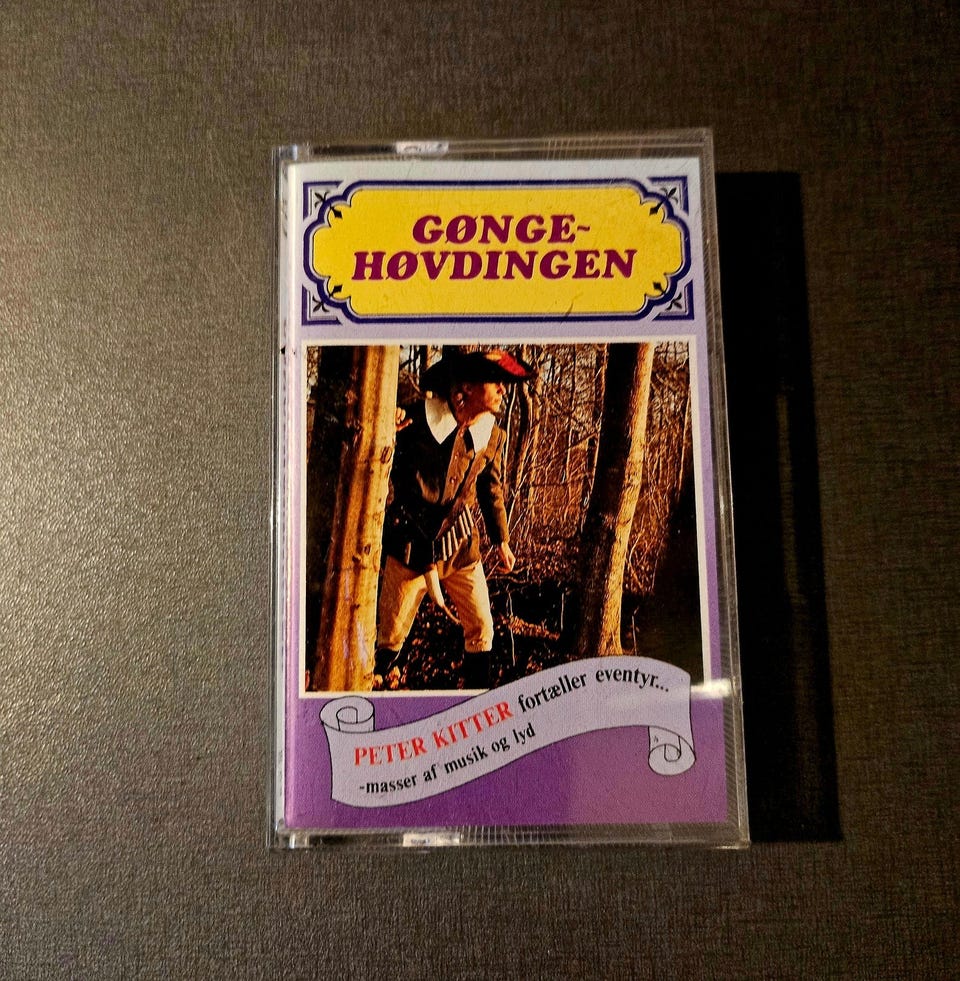 GØNGE-
HØVDINGEN
PETER KITTER fortæller eventyr...
-masser af musik og lyd